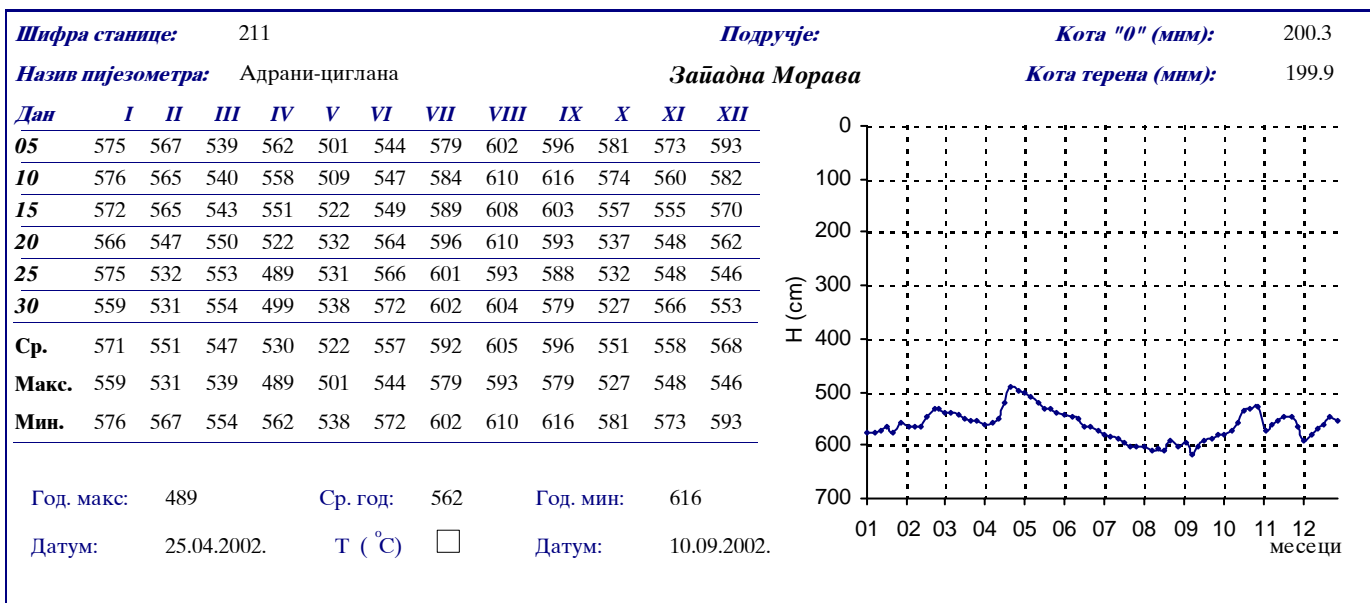 Шифра станице: 211 Подручје: Кота "0" (мнм): 200.3
Назив пијезометра: Адрани-циглана Западна Морава Кота терена (мнм): 199.9
Дан I II III IV V VI VII VIII IX X XI XII
05 575 567 539 562 501 544 579 602 596 581 573 593
10 576 565 540 558 509 547 584 610 616 574 560 582
15 572 565 543 551 522 549 589 608 603 557 555 570
20 566 547 550 522 532 564 596 610 593 537 548 562
25 575 532 553 489 531 566 601 593 588 532 548 546
30 559 531 554 499 538 572 602 604 579 527 566 553
Ср. 571 551 547 530 522 557 592 605 596 551 558 568
Макс. 559 531 539 489 501 544 579 593 579 527 548 546
Мин. 576 567 554 562 538 572 602 610 616 581 573 593
Год. макс: 489 Ср. год: 562 Год. мин: 616
Датум: 25.04.2002. Т ( °C) Датум: 10.09.2002.
H (cm)
0
100
200
300
400
500
600
700
01 02 03 04 05 06 07 08 09 10 11 12
месеци